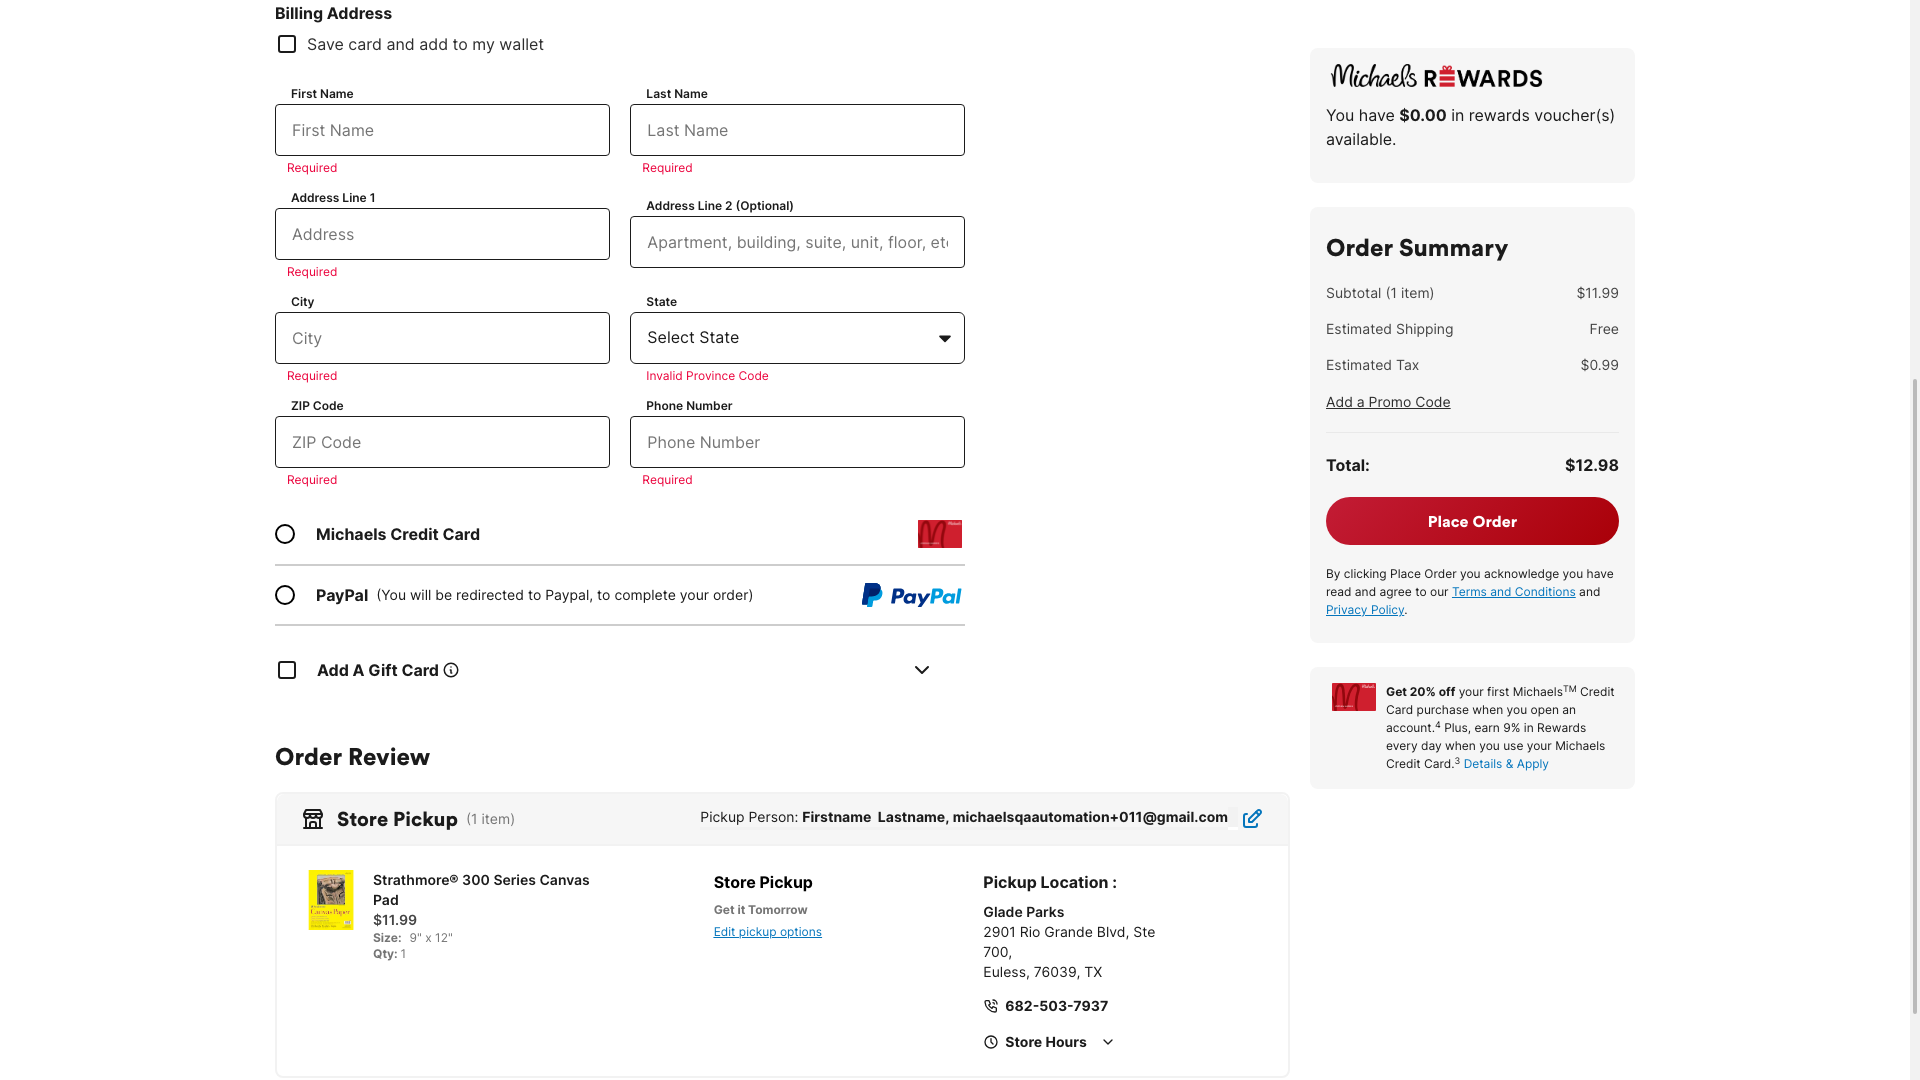 Billing Address
Save card and add to my wallet
First Name
Last Name
First Name
Last Name
Required
Required
Address Line 1
Address Line 2 (Optional)
Address
Apartment, building, suite, unit, floor, etc
Required
City
State
City
Select State
Required
Invalid Province Code
ZIP Code
Phone Number
ZIP Code
Phone Number
Required
Required
Michaels Credit Card
PayPal (You will be redirected to Paypal, to complete your order)
PayPal
Add A Gift Card
Order Review
Store Pickup (1 item)
Pickup Person: Firstname Lastname, michaelsqaautomation+011@gmail.com
Strathmore® 300 Series Canvas
Pad
$11.99
Size: 9" x 12"
Qty: 1
Store Pickup
Get it Tomorrow
Edit pickup options
Pickup Location :
Glade Parks
2901 Rio Grande Blvd, Ste
700,
Euless, 76039, TX
682-503-7937
Store Hours
Michaels REWARDS
You have $0.00 in rewards voucher(s)
available.
Order Summary
Subtotal (1 item) $11.99
Estimated Shipping Free
Estimated Tax $0.99
Add a Promo Code
Total: $12.98
Place Order
By clicking Place Order you acknowledge you have
read and agree to our Terms and Conditions and
Privacy Policy.
Get 20% off your first Michaels™ Credit
Card purchase when you open an
account.⁴ Plus, earn 9% in Rewards
every day when you use your Michaels
Credit Card.³ Details & Apply